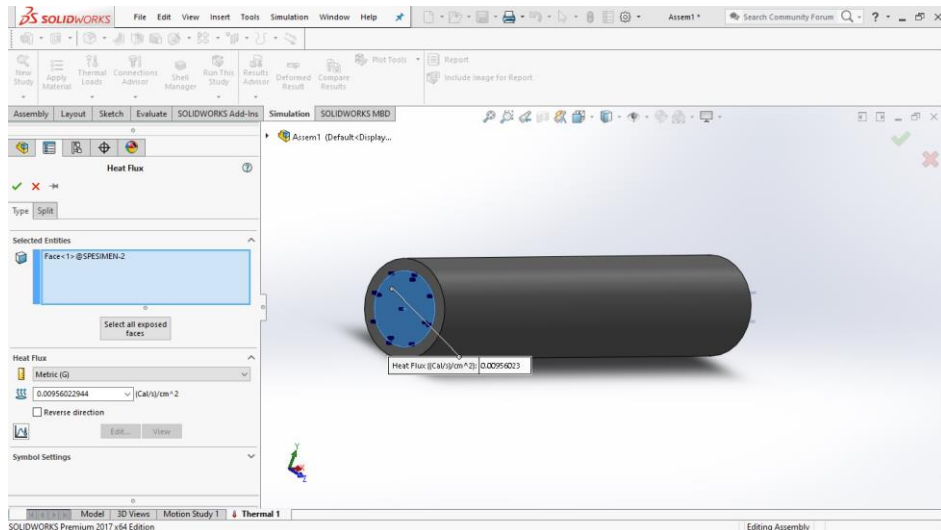 SOLIDWORKS File Edit View Insert Tools Simulation Window Help Assem1 * Search Community Forum ?
New Study Apply Material Thermal Loads Connections Advisor Shell Manager Run This Study Results Advisor Deformed Result Compare Results Plot Tools Report
Include Image for Report
Assembly Layout Sketch Evaluate SOLIDWORKS Add-Ins Simulation SOLIDWORKS MBD
Assem1 (Default<Display...
Heat Flux
Type Split
Selected Entities
Face<1>@SPESIMEN-2
Select all exposed faces
Heat Flux
Metric (G)
0.00956022944 (Cal/s)/cm^2
Reverse direction
Edit... View
Symbol Settings
Heat Flux ((Cal/s)/cm^2): 0.00956023
Y
X
Z
Model 3D Views Motion Study 1 Thermal 1
SOLIDWORKS Premium 2017 x64 Edition Editing Assembly